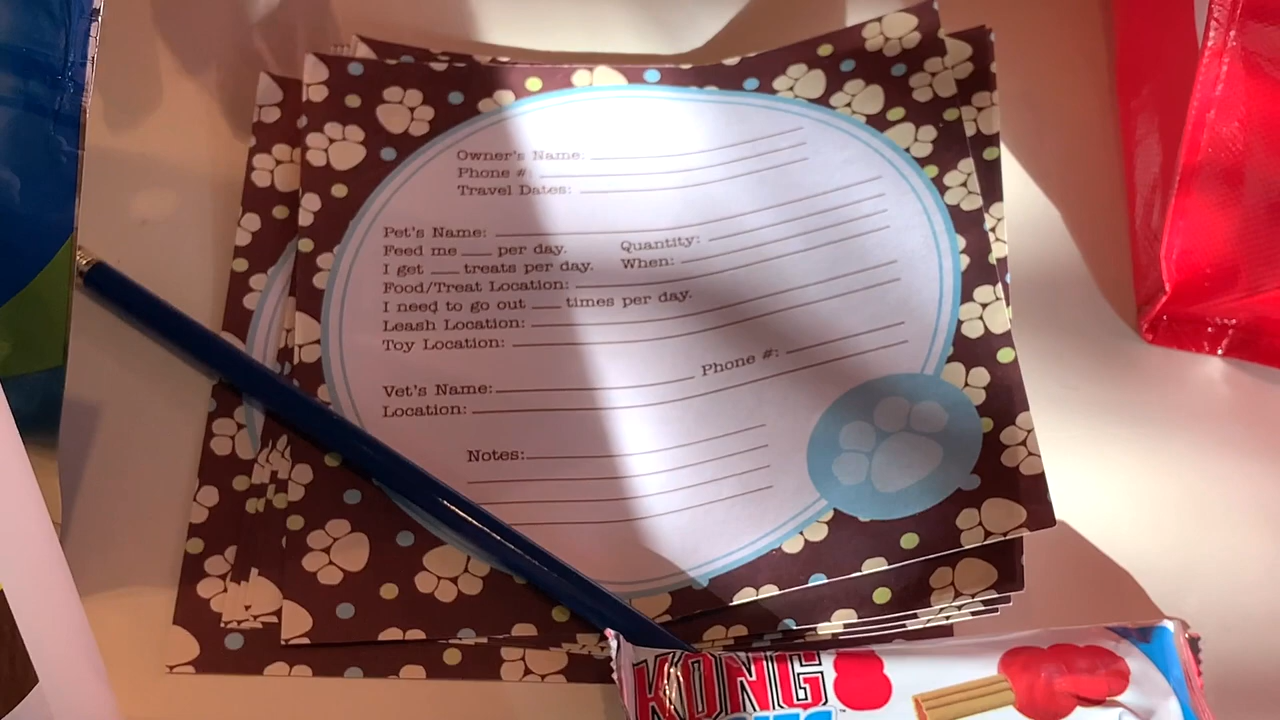 Owner's Name:
Phone #:
Travel Dates:
Pet's Name:
Feed me ___ per day. Quantity:
I get ___ treats per day. When:
Food/Treat Location:
I need to go out ___ times per day.
Leash Location:
Toy Location:
Vet's Name: Phone #:
Location:
Notes:
KONG